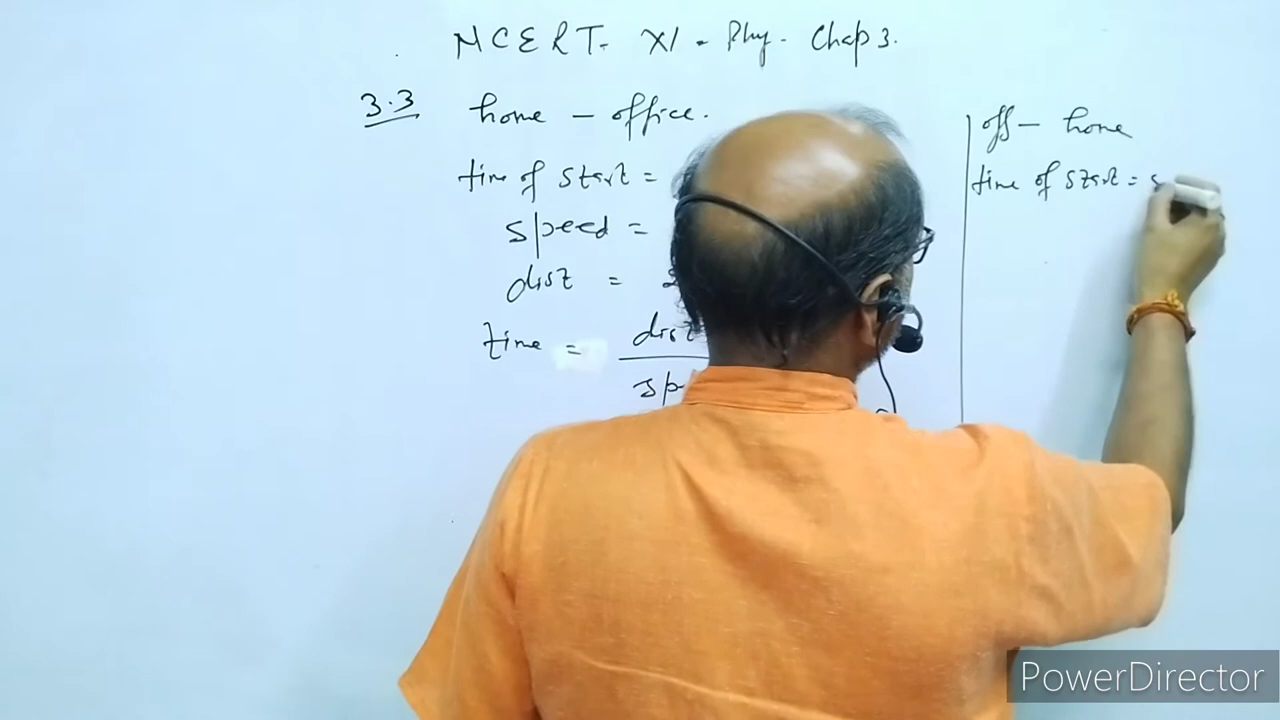 NCERT- XI - Phy - Chap 3.
3.3 home - office.
time of start =
speed =
dist =
time = dist
off - home
time of start =
PowerDirector